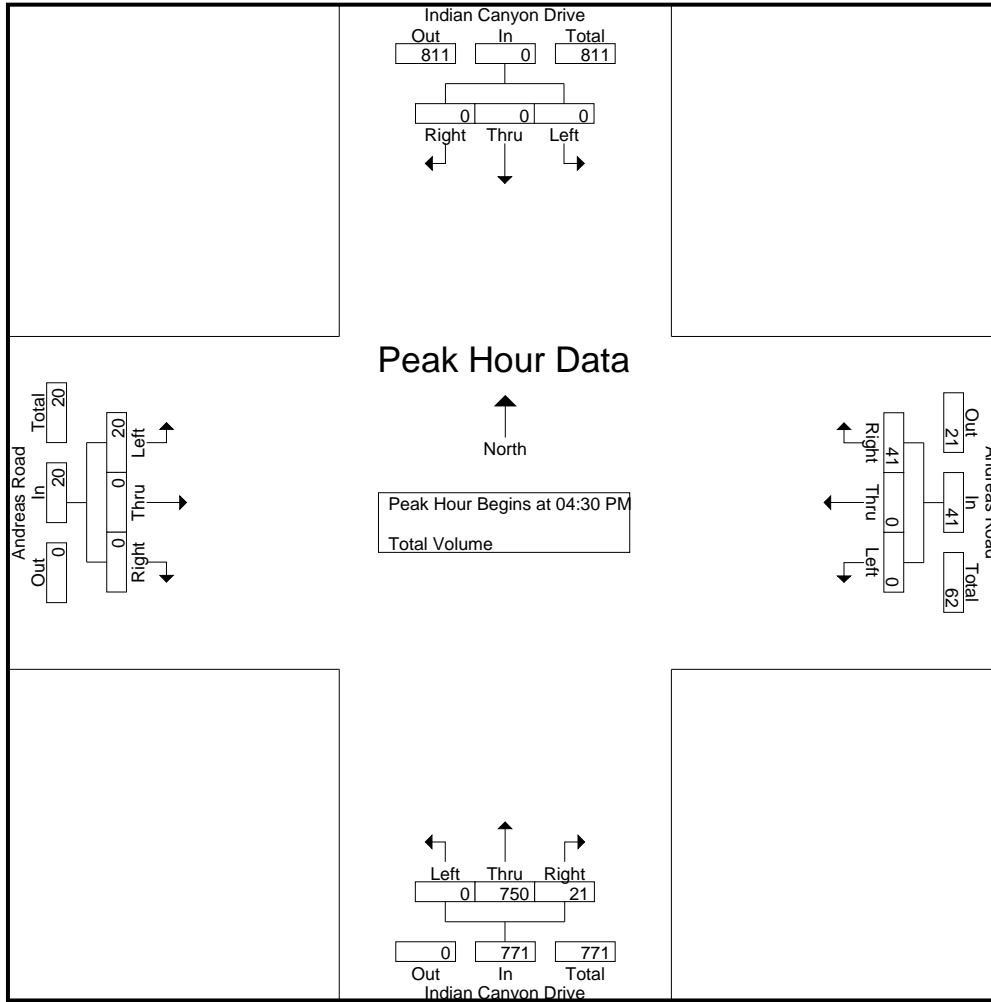 Indian Canyon Drive
Out In Total
811 0 811
0 0 0
Right Thru Left
Peak Hour Data
North
Peak Hour Begins at 04:30 PM
Total Volume
Andreas Road
Total In Out
20 20 0
20 0 0
Left Thru Right
Andreas Road
Out In Total
21 41 62
41 0 0
Right Thru Left
Left Thru Right
0 750 21
0 771 771
Out In Total
Indian Canyon Drive